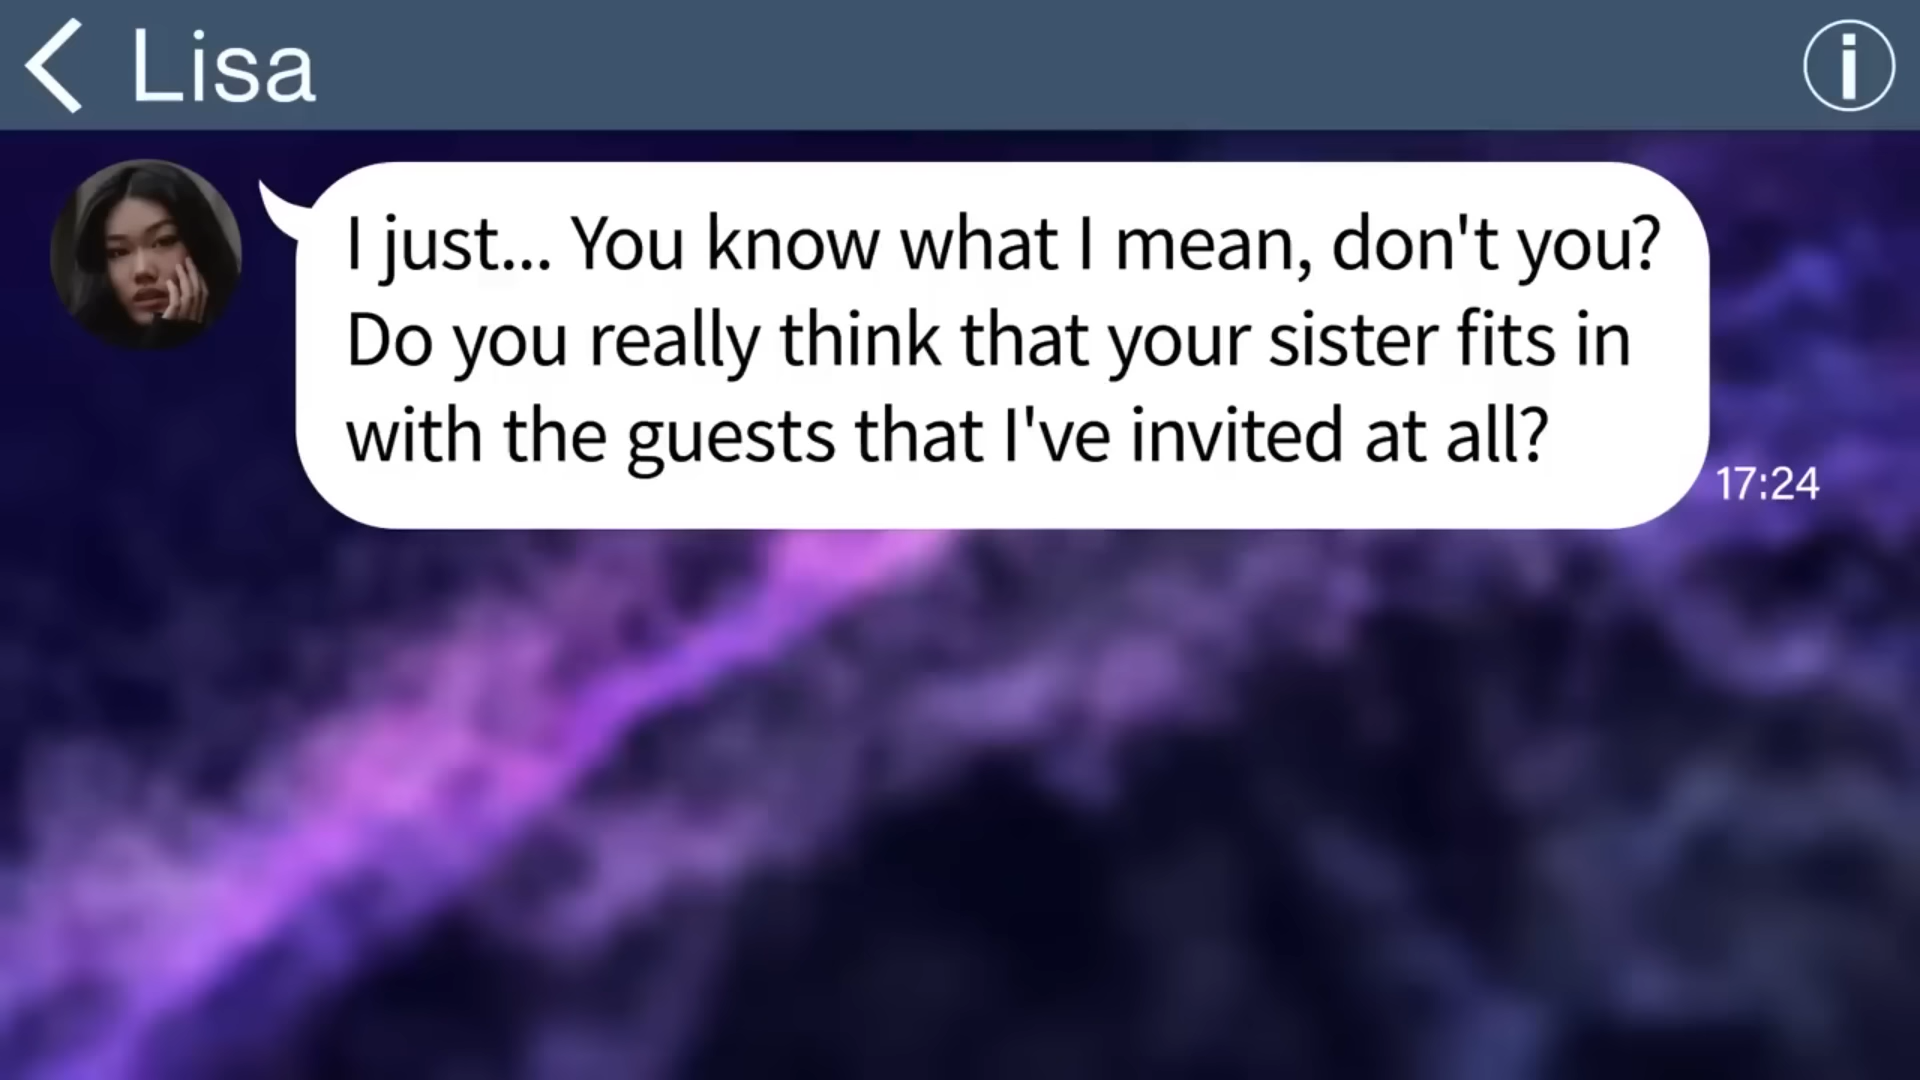 Lisa
i
I just... You know what I mean, don't you?
Do you really think that your sister fits in
with the guests that I've invited at all?
17:24